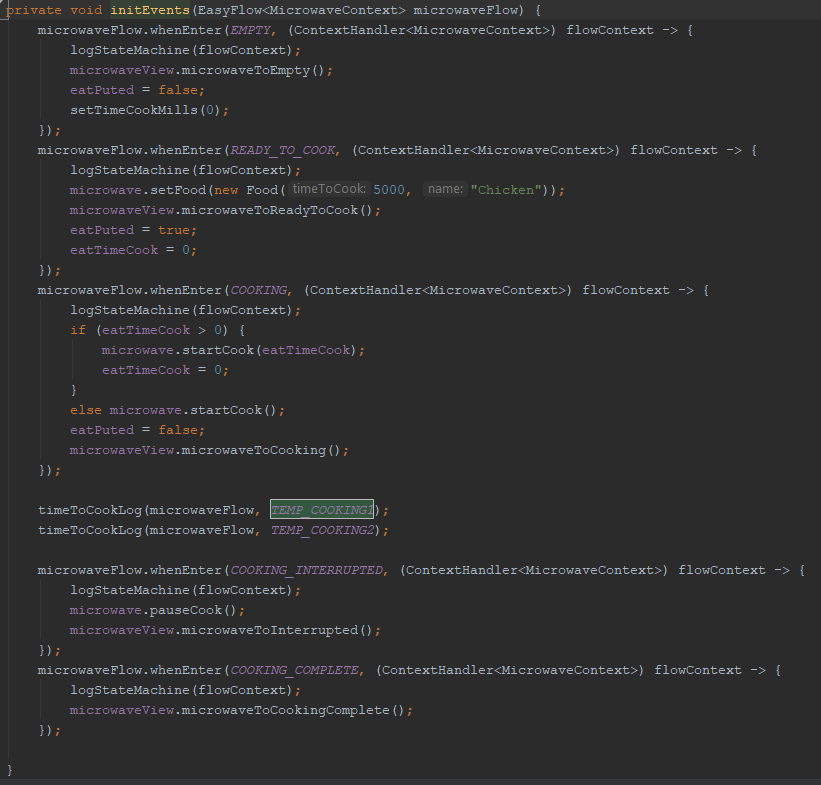 private void initEvents(EasyFlow<MicrowaveContext> microwaveFlow) {
    microwaveFlow.whenEnter(EMPTY, (ContextHandler<MicrowaveContext>) flowContext -> {
        logStateMachine(flowContext);
        microwaveView.microwaveToEmpty();
        eatPuted = false;
        setTimeCookMills(0);
    });
    microwaveFlow.whenEnter(READY_TO_COOK, (ContextHandler<MicrowaveContext>) flowContext -> {
        logStateMachine(flowContext);
        microwave.setFood(new Food( timeToCook: 5000, name: "Chicken"));
        microwaveView.microwaveToReadyToCook();
        eatPuted = true;
        eatTimeCook = 0;
    });
    microwaveFlow.whenEnter(COOKING, (ContextHandler<MicrowaveContext>) flowContext -> {
        logStateMachine(flowContext);
        if (eatTimeCook > 0) {
            microwave.startCook(eatTimeCook);
            eatTimeCook = 0;
        }
        else microwave.startCook();
        eatPuted = false;
        microwaveView.microwaveToCooking();
    });
    timeToCookLog(microwaveFlow, TEMP_COOKING1);
    timeToCookLog(microwaveFlow, TEMP_COOKING2);
    microwaveFlow.whenEnter(COOKING_INTERRUPTED, (ContextHandler<MicrowaveContext>) flowContext -> {
        logStateMachine(flowContext);
        microwave.pauseCook();
        microwaveView.microwaveToInterrupted();
    });
    microwaveFlow.whenEnter(COOKING_COMPLETE, (ContextHandler<MicrowaveContext>) flowContext -> {
        logStateMachine(flowContext);
        microwaveView.microwaveToCookingComplete();
    });
}